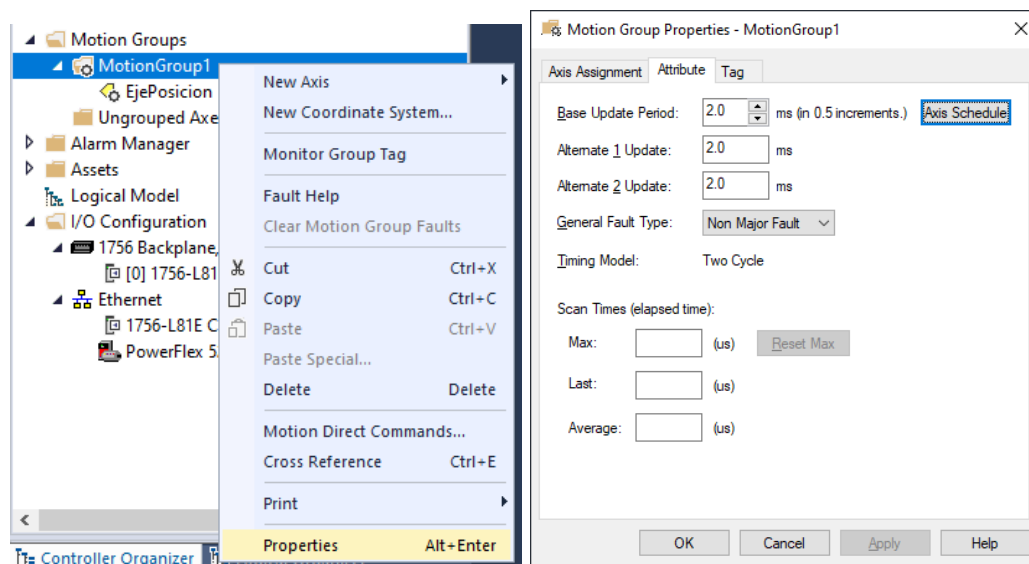 Motion Groups
MotionGroup1
EjePosicion
Ungrouped Axe
Alarm Manager
Assets
Logical Model
I/O Configuration
1756 Backplane,
[0] 1756-L81
Ethernet
1756-L81E C
PowerFlex 5
Controller Organizer
New Axis
New Coordinate System...
Monitor Group Tag
Fault Help
Clear Motion Group Faults
Cut Ctrl+X
Copy Ctrl+C
Paste Ctrl+V
Paste Special...
Delete Delete
Motion Direct Commands...
Cross Reference Ctrl+E
Print
Properties Alt+Enter
Motion Group Properties - MotionGroup1
Axis Assignment Attribute Tag
Base Update Period: 2.0 ms (in 0.5 increments.) Axis Schedule
Alternate 1 Update: 2.0 ms
Alternate 2 Update: 2.0 ms
General Fault Type: Non Major Fault
Timing Model: Two Cycle
Scan Times (elapsed time):
Max: (us) Reset Max
Last: (us)
Average: (us)
OK Cancel Apply Help